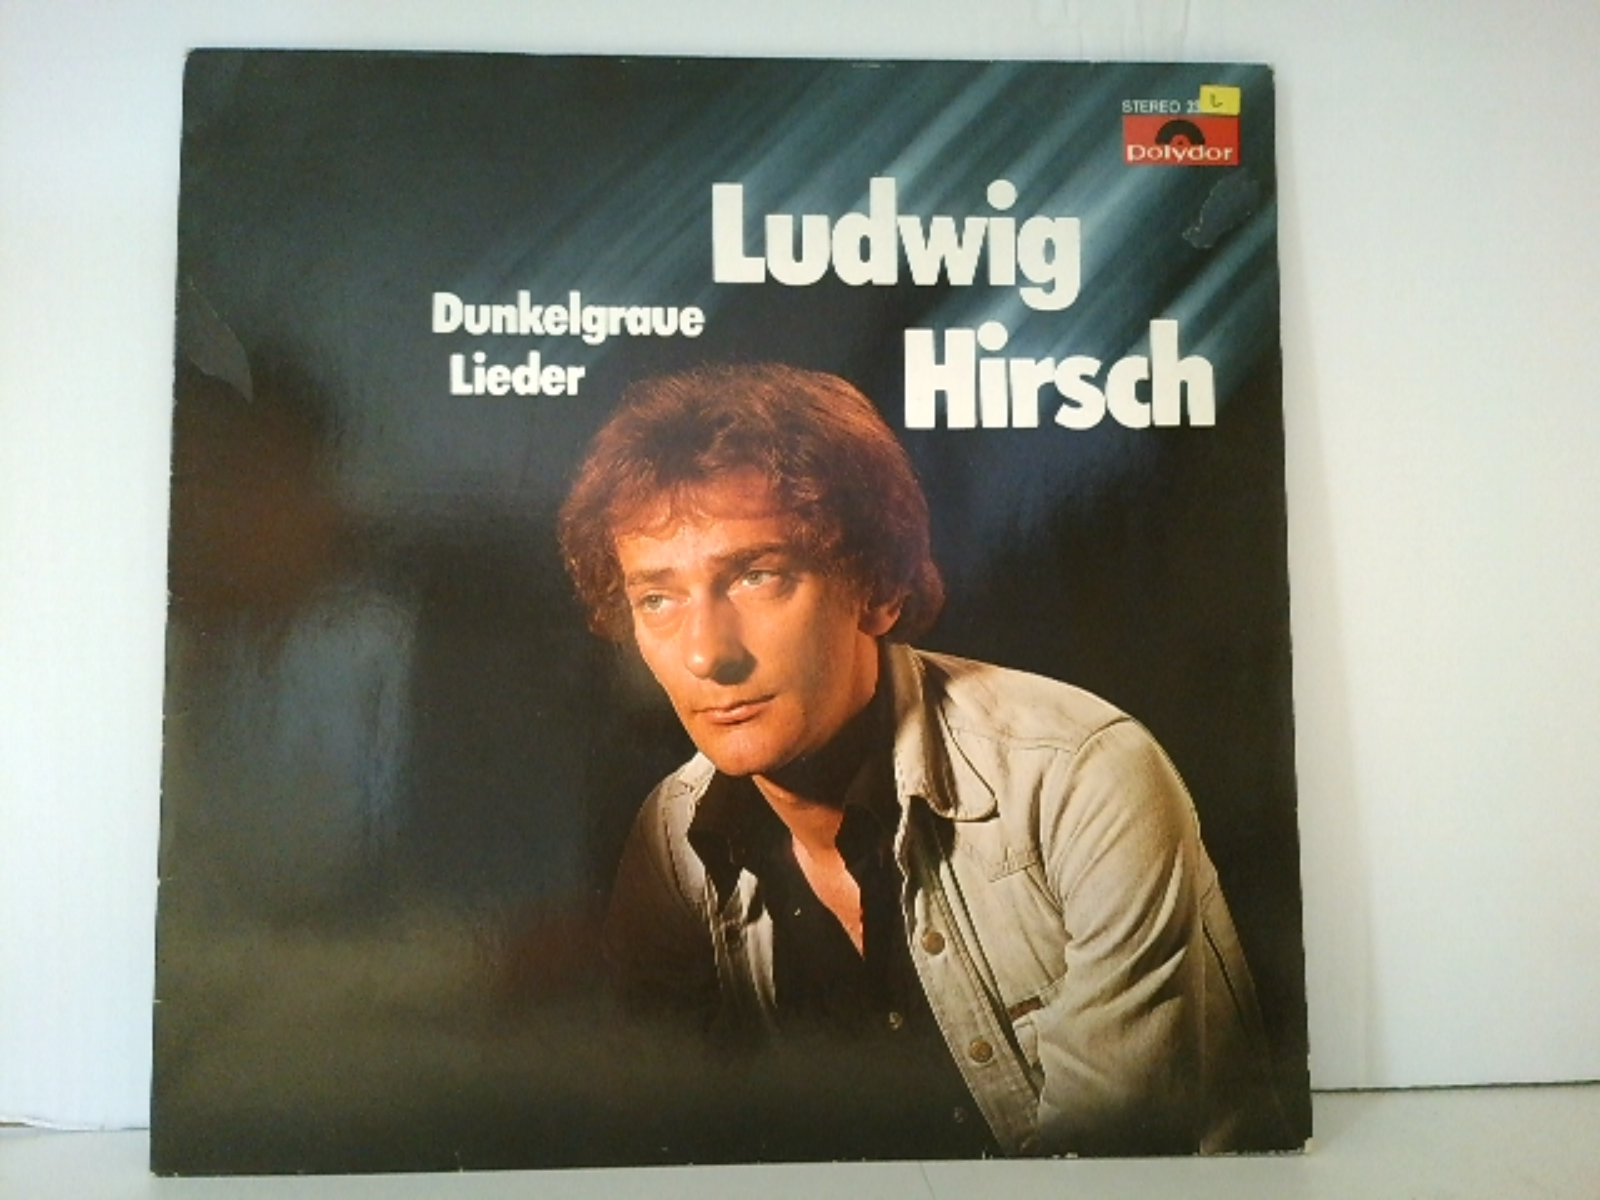 STEREO
polydor
Ludwig
Hirsch
Dunkelgraue
Lieder